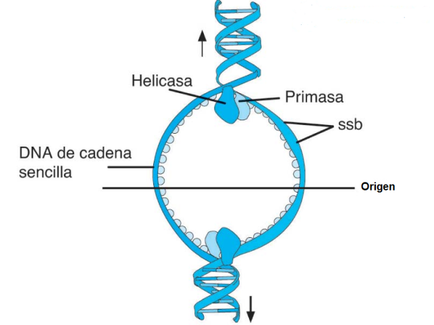 Helicasa
Primasa
ssb
DNA de cadena
sencilla
Origen